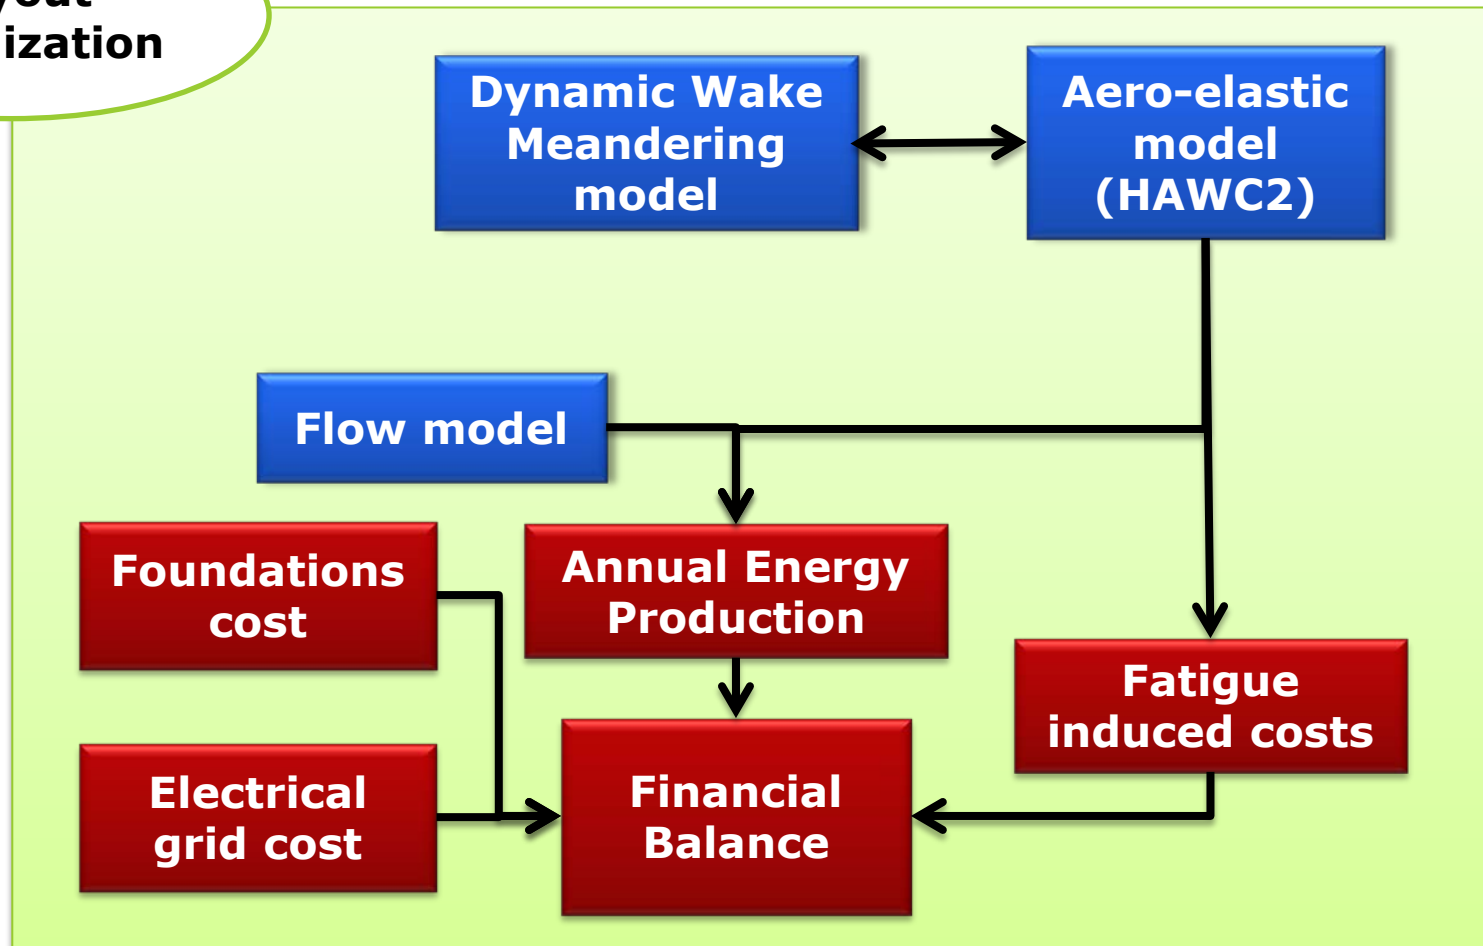 ization
Dynamic Wake
Meandering
model
Aero-elastic
model
(HAWC2)
Flow model
Foundations
cost
Annual Energy
Production
Fatigue
induced costs
Electrical
grid cost
Financial
Balance